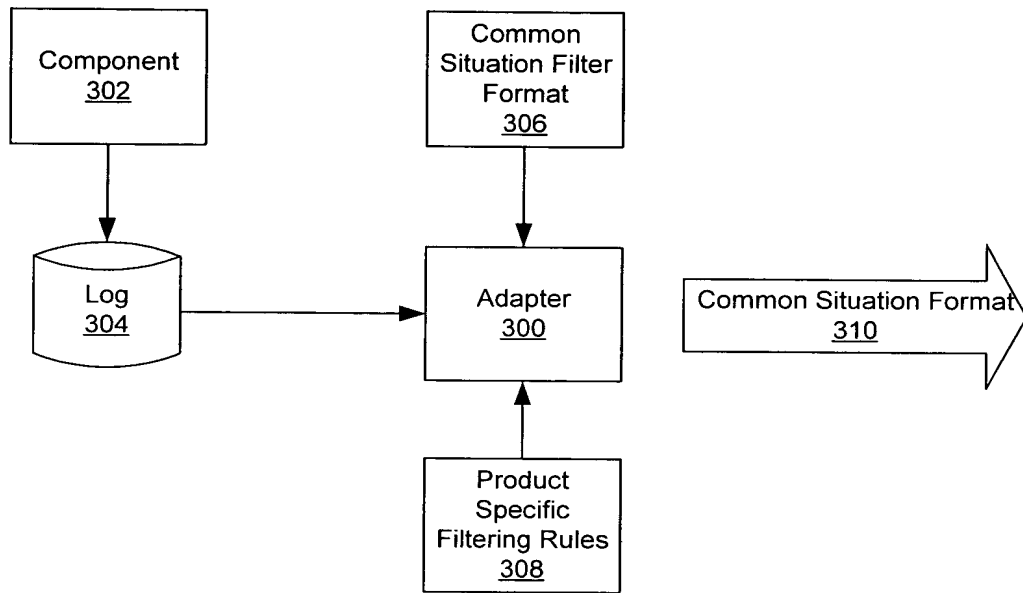 Component
302
Common
Situation Filter
Format
306
Log
304
Adapter
300
Common Situation Format
310
Product
Specific
Filtering Rules
308